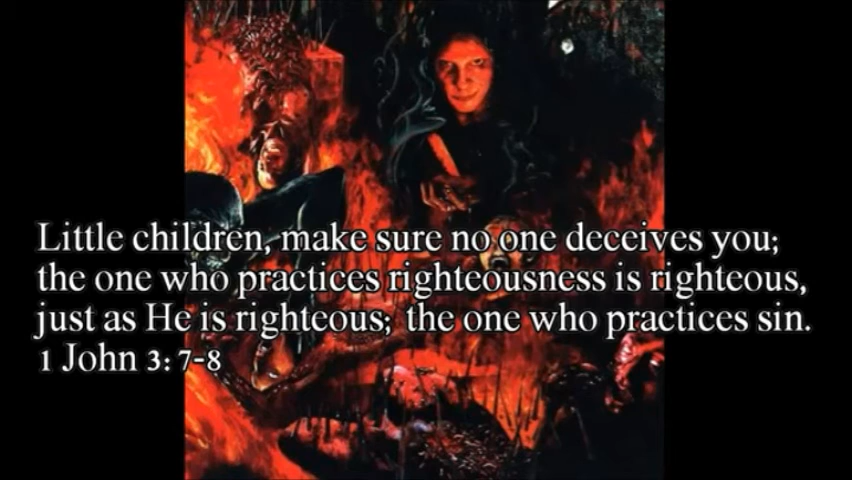 Little children, make sure no one deceives you;
the one who practices righteousness is righteous,
just as He is righteous; the one who practices sin.
1 John 3: 7-8